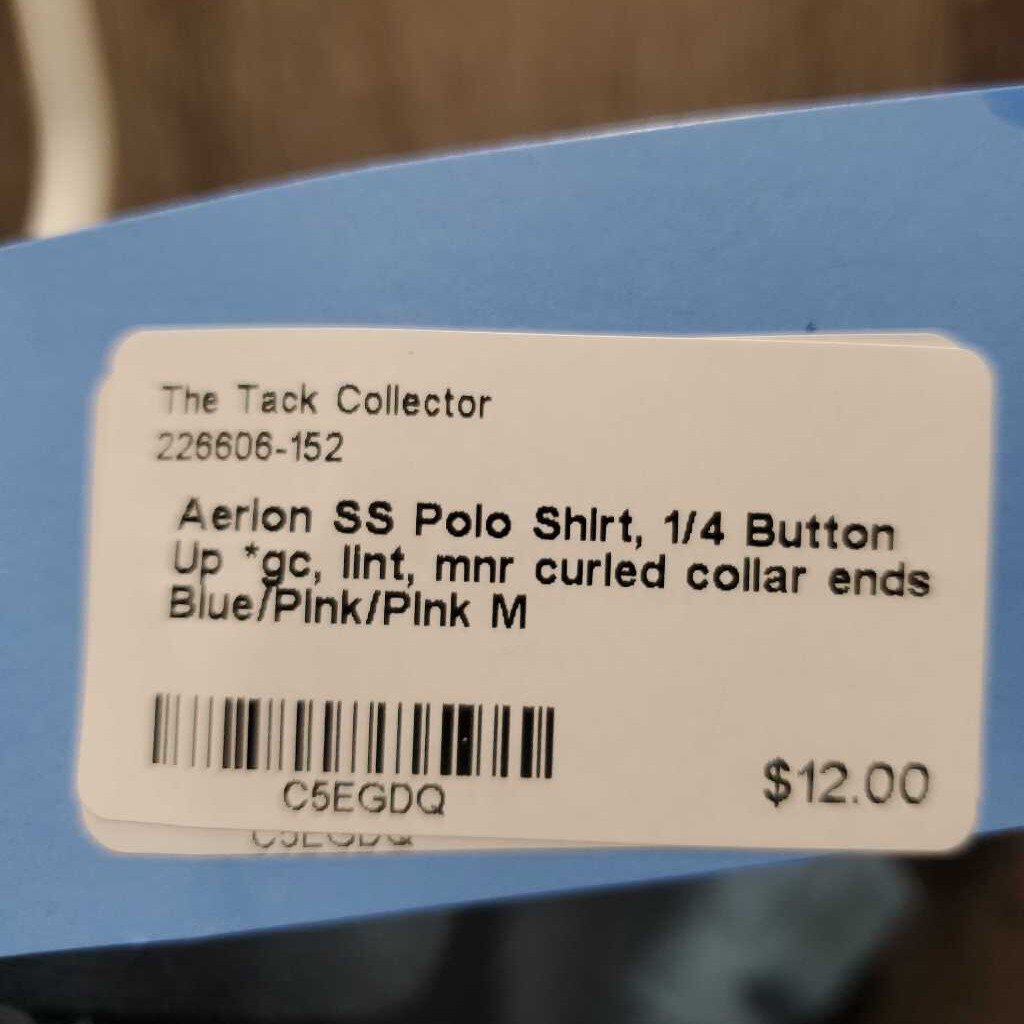 The Tack Collector
226606-152
Aerion SS Polo Shirt, 1/4 Button
Up *gc, lint, mnr curled collar ends
Blue/Pink/Pink M
C5EGDQ
$12.00
C5EGDQ